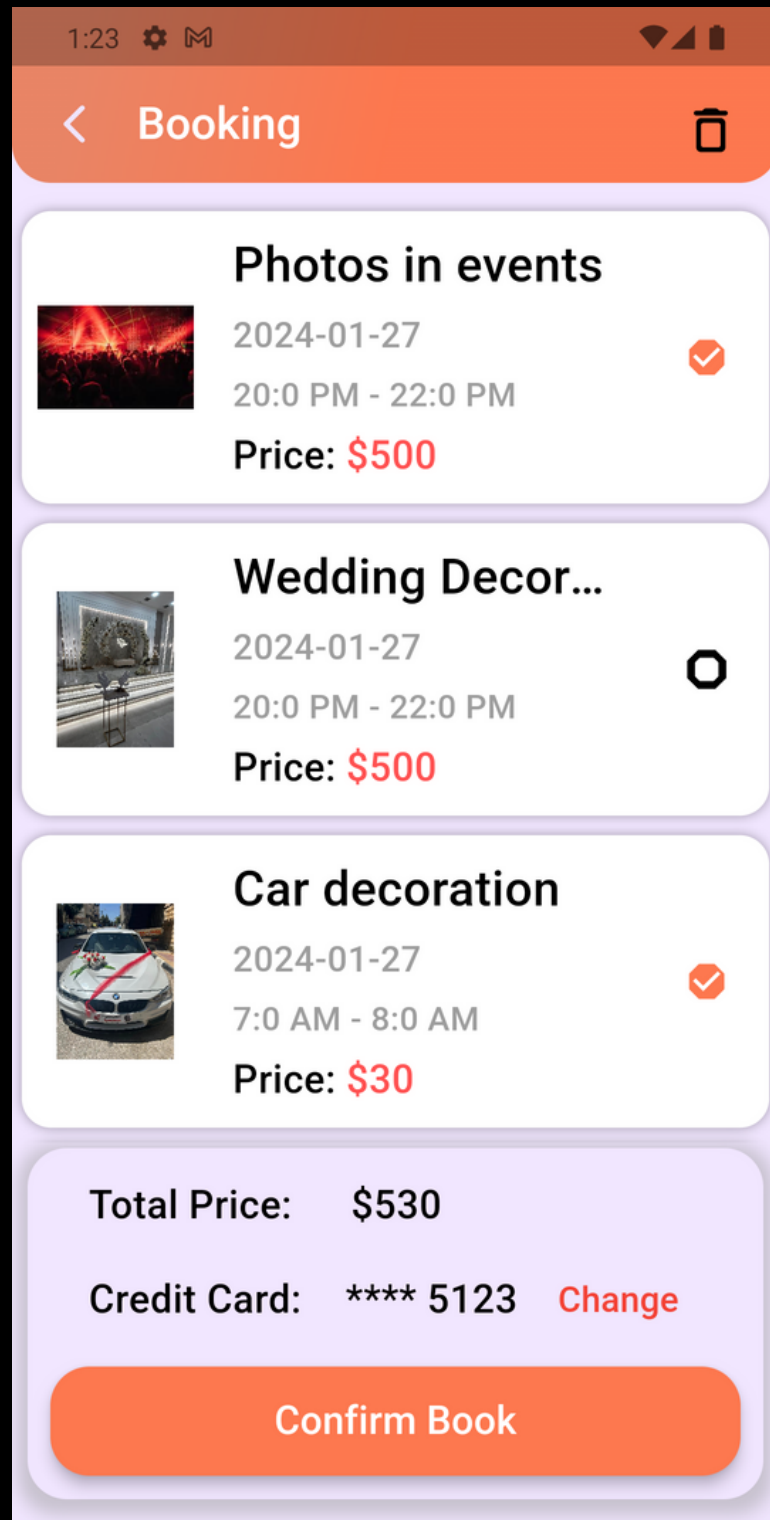 1:23
Booking
Photos in events
2024-01-27
20:0 PM - 22:0 PM
Price: $500
Wedding Decor...
2024-01-27
20:0 PM - 22:0 PM
Price: $500
Car decoration
2024-01-27
7:0 AM - 8:0 AM
Price: $30
Total Price: $530
Credit Card: **** 5123 Change
Confirm Book